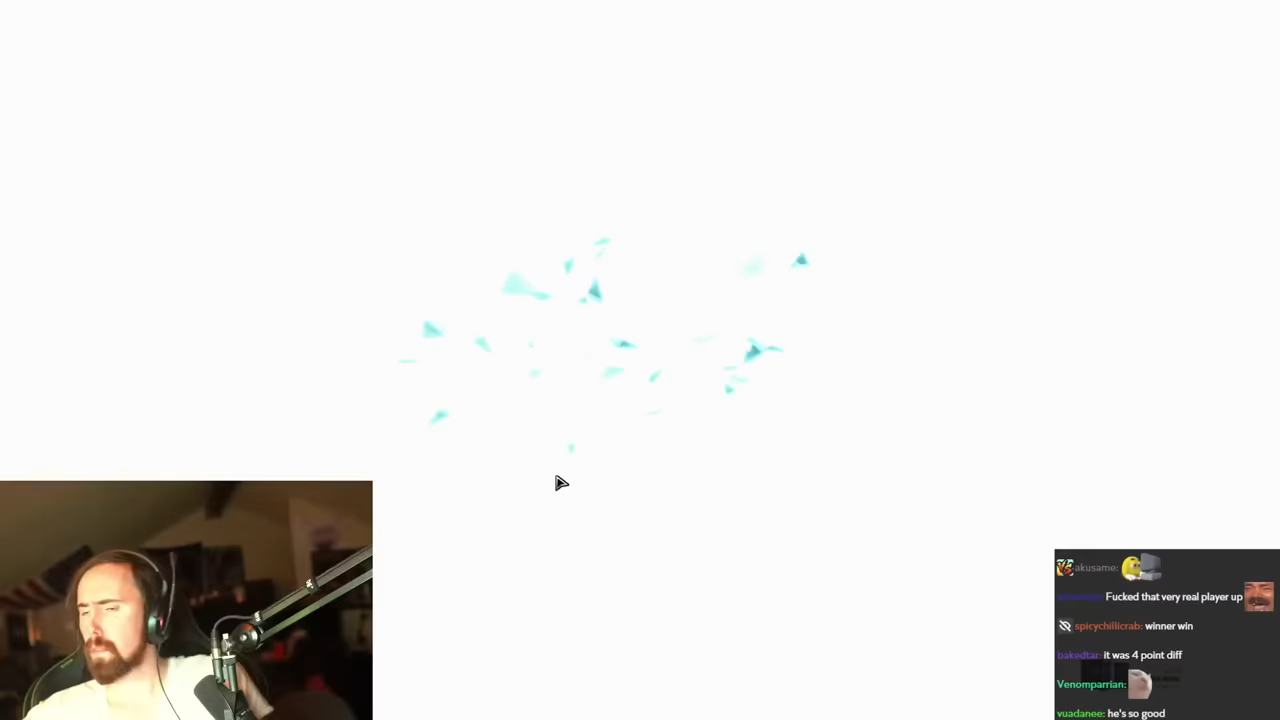 akusame:
Fucked that very real player up
spicychillicrab: winner win
bakedtar: it was 4 point diff
Venomparrian:
vuadanee: he's so good